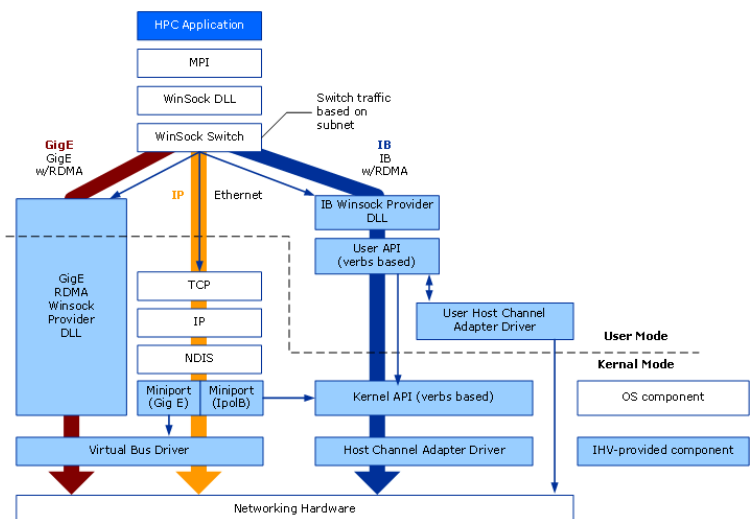 HPC Application
MPI
WinSock DLL
WinSock Switch
Switch traffic
based on
subnet
GigE
GigE
w/RDMA
IB
IB
w/RDMA
IP
Ethernet
IB Winsock Provider
DLL
User API
(verbs based)
GigE
RDMA
Winsock
Provider
DLL
TCP
IP
NDIS
User Host Channel
Adapter Driver
User Mode
Kernal Mode
Miniport
(Gig E)
Miniport
(IpolB)
Kernel API (verbs based)
OS component
Virtual Bus Driver
Host Channel Adapter Driver
IHV-provided component
Networking Hardware